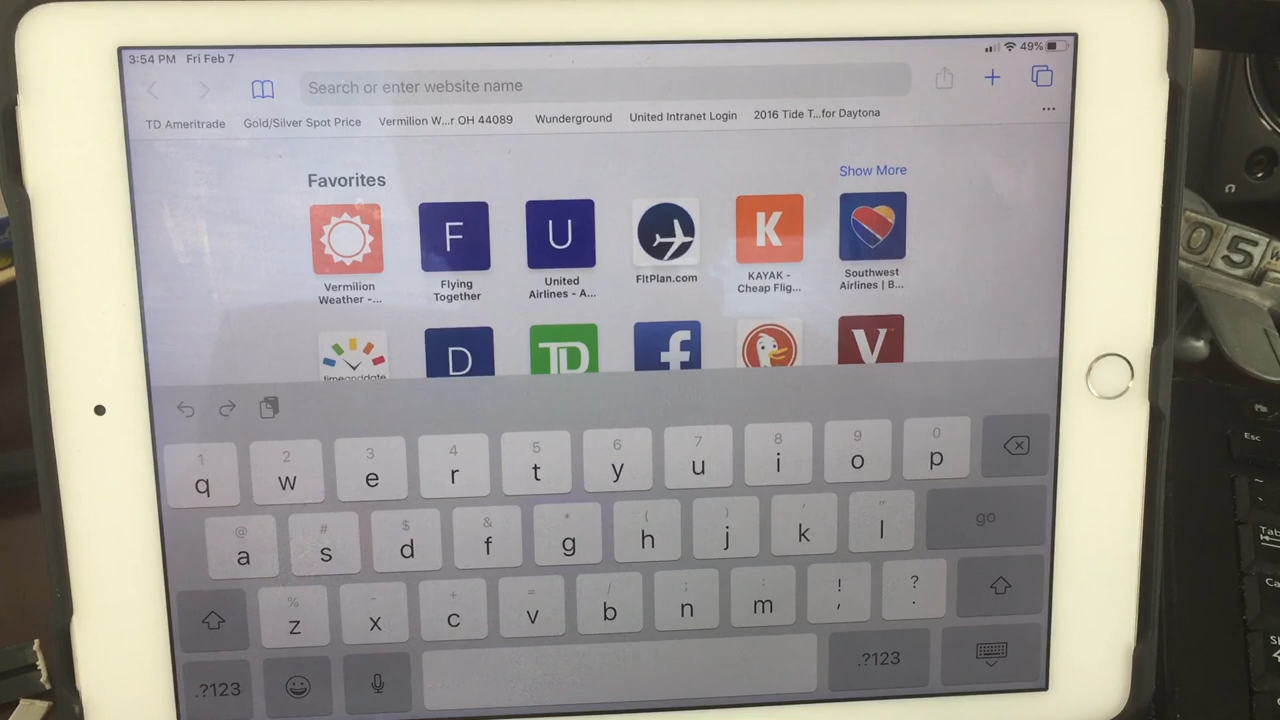 3:54 PM Fri Feb 7
49%
Search or enter website name
TD Ameritrade Gold/Silver Spot Price Vermilion W...r OH 44089 Wunderground United Intranet Login 2016 Tide T...for Daytona
Favorites
Show More
F U K
Vermilion
Weather -...
Flying
Together
United
Airlines - A...
FltPlan.com
KAYAK -
Cheap Flig...
Southwest
Airlines | B...
timeanddate
D TD f V
1 2 3 4 5 6 7 8 9 0
q w e r t y u i o p
@ # $ & * ( ) ' "
a s d f g h j k l go
% - + = / ; : ! ?
z x c v b n m , .
.?123 .?123
05
Esc
Tab